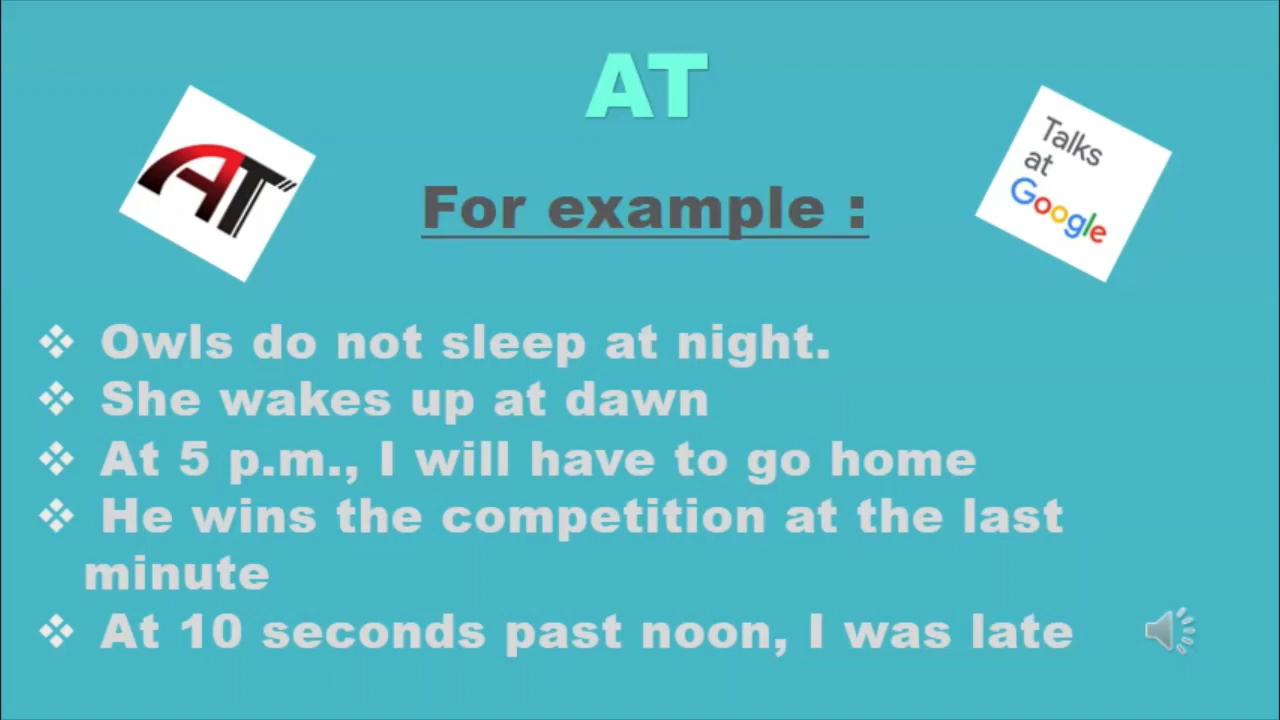 AT
AT
Talks
at
Google
For example :
❖ Owls do not sleep at night.
❖ She wakes up at dawn
❖ At 5 p.m., I will have to go home
❖ He wins the competition at the last
minute
❖ At 10 seconds past noon, I was late